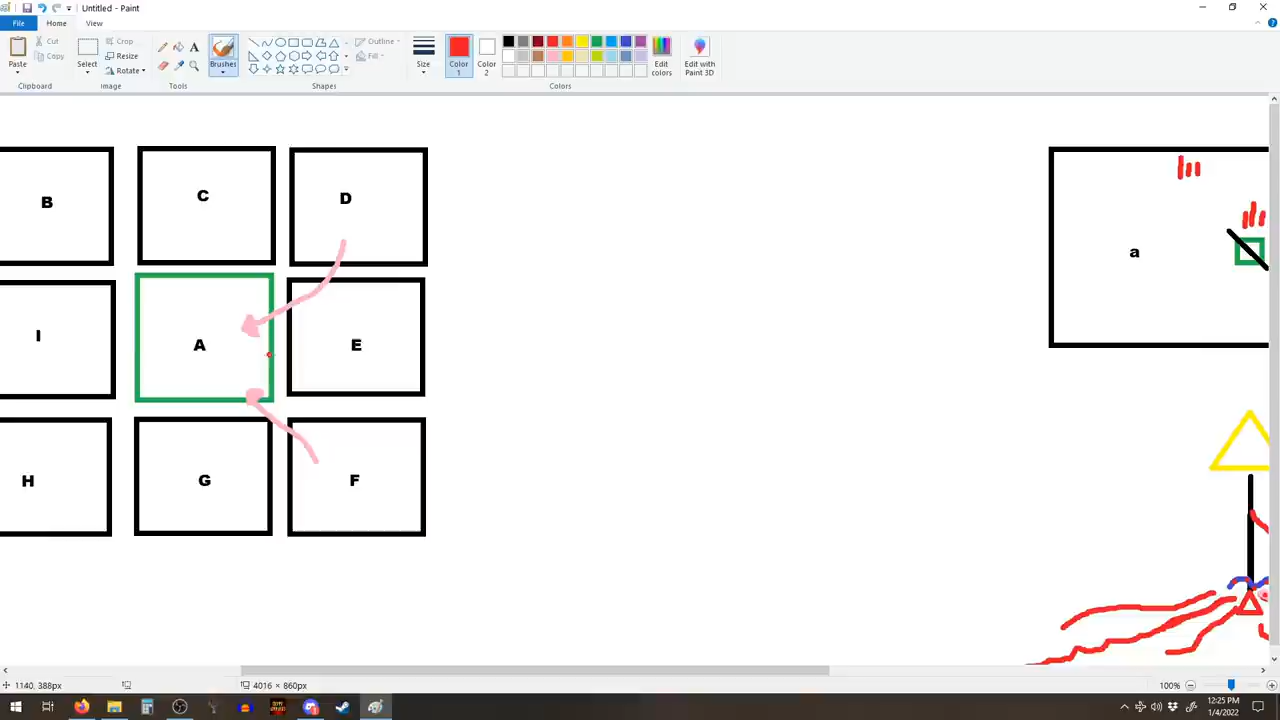 Untitled - Paint
File
Home
View
Paste
Cut
Copy
Clipboard
Select
Crop
Resize
Rotate
Image
A
Tools
Brushes
Outline
Fill
Shapes
Size
Color
1
Color
2
Edit
colors
Edit with
Paint 3D
Colors
B
C
D
a
I
A
E
H
G
F
1140, 388px
4016 × 860px
100%
12:25 PM
1/4/2022